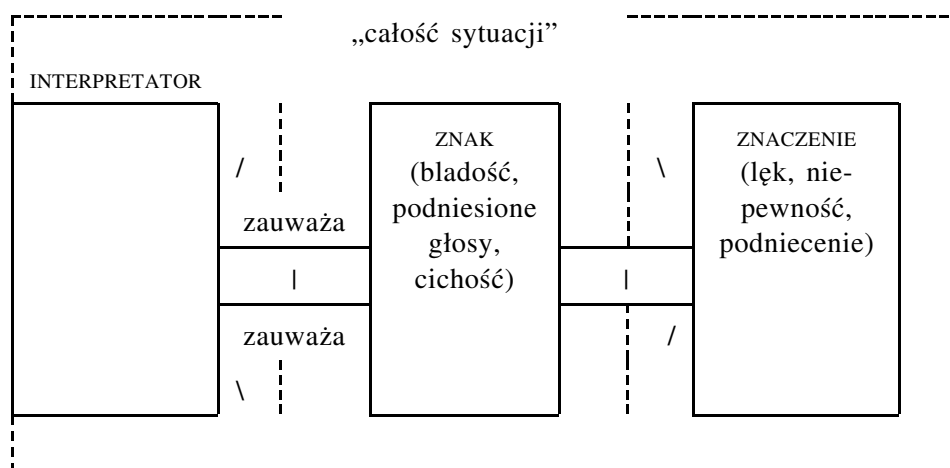 „całość sytuacji”
INTERPRETATOR
zauważa
zauważa
ZNAK
(bladość,
podniesione
głosy,
cichość)
ZNACZENIE
(lęk, nie-
pewność,
podniecenie)